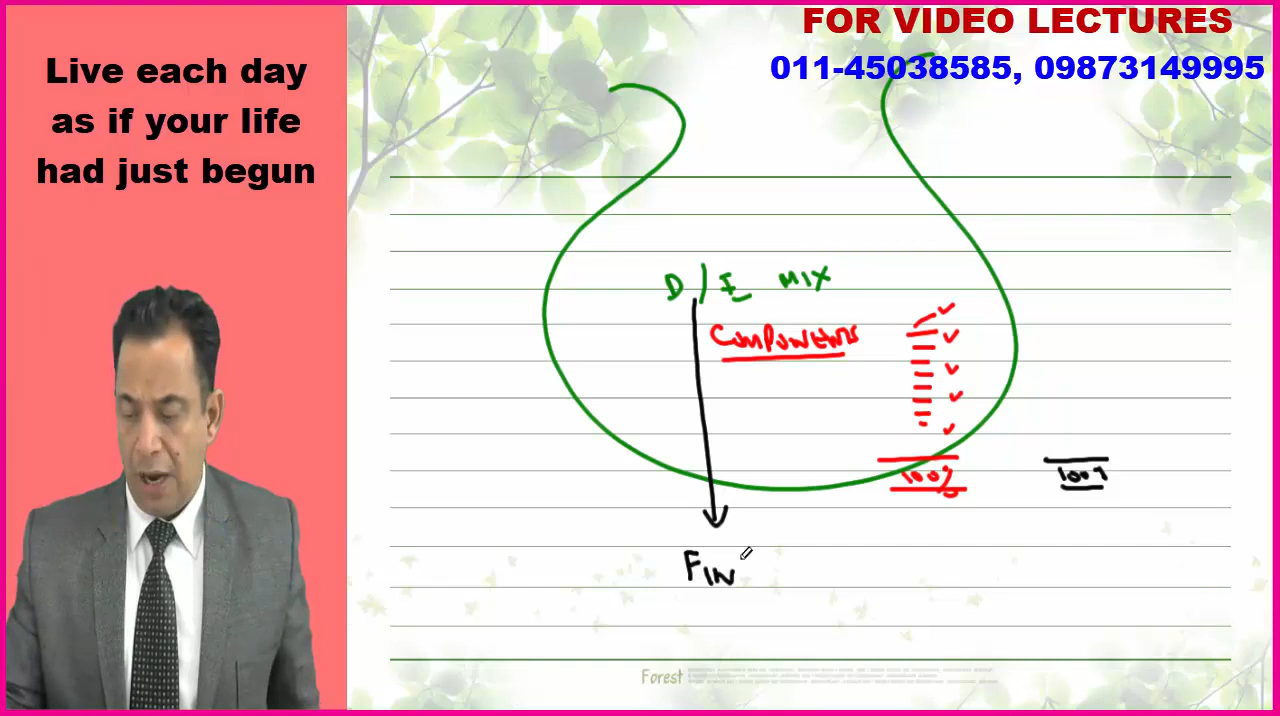 FOR VIDEO LECTURES
011-45038585, 09873149995
Live each day
as if your life
had just begun
D / E MIX
Components
100%
100%
FIN
Forest